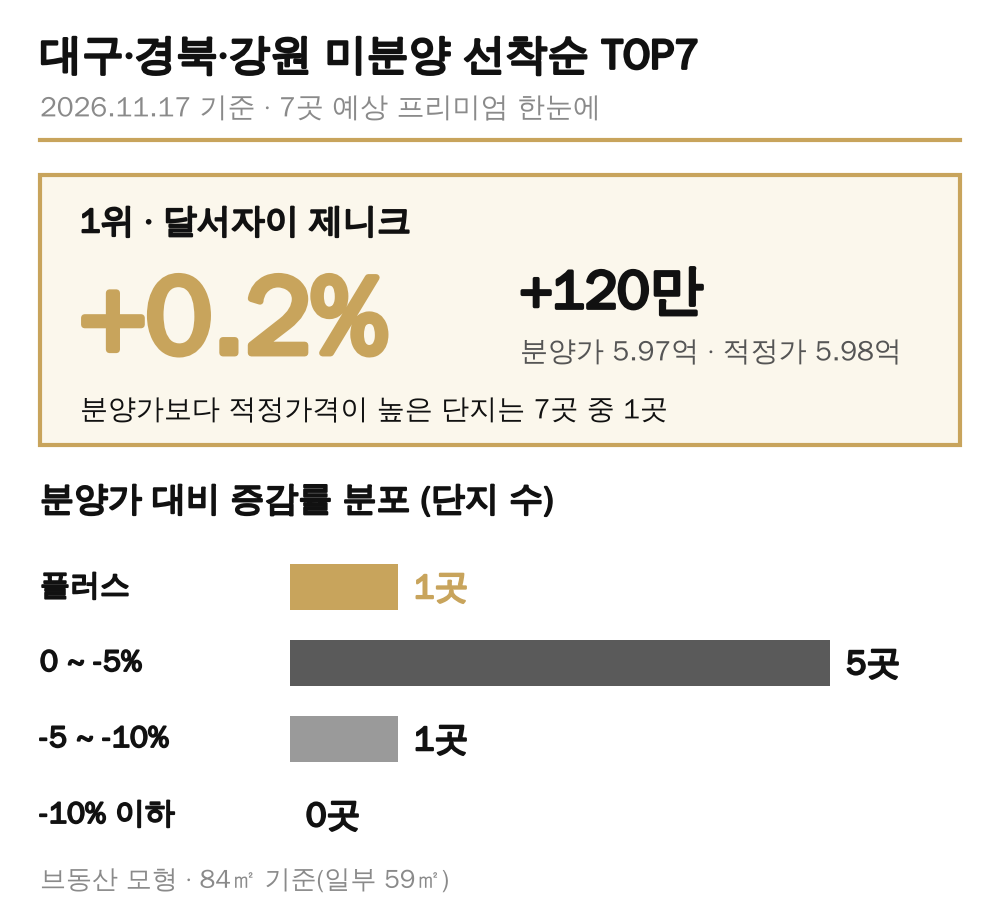 대구·경북·강원 미분양 선착순 TOP7
2026.11.17 기준 · 7곳 예상 프리미엄 한눈에
1위 · 달서자이 제니크
+0.2%
+120만
분양가 5.97억 · 적정가 5.98억
분양가보다 적정가격이 높은 단지는 7곳 중 1곳
분양가 대비 증감률 분포 (단지 수)
플러스 1곳
0 ~ -5% 5곳
-5 ~ -10% 1곳
-10% 이하 0곳
브동산 모형 · 84㎡ 기준(일부 59㎡)